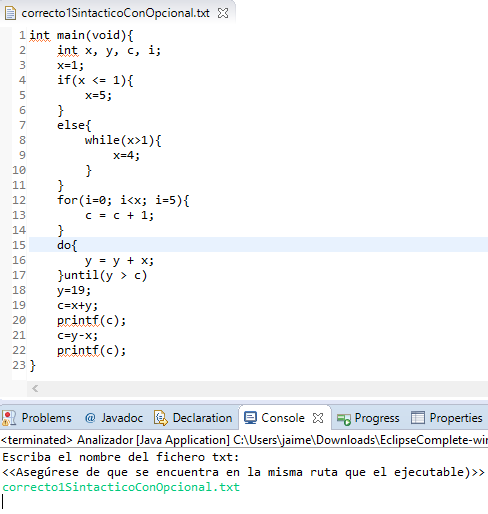 correcto1SintacticoConOpcional.txt
1 int main(void){
2 int x, y, c, i;
3 x=1;
4 if(x <= 1){
5 x=5;
6 }
7 else{
8 while(x>1){
9 x=4;
10 }
11 }
12 for(i=0; i<x; i=5){
13 c = c + 1;
14 }
15 do{
16 y = y + x;
17 }until(y > c)
18 y=19;
19 c=x+y;
20 printf(c);
21 c=y-x;
22 printf(c);
23 }
Problems @ Javadoc Declaration Console Progress Properties
<terminated> Analizador [Java Application] C:\Users\jaime\Downloads\EclipseComplete-wi
Escriba el nombre del fichero txt:
<<Asegúrese de que se encuentra en la misma ruta que el ejecutable)>>
correcto1SintacticoConOpcional.txt